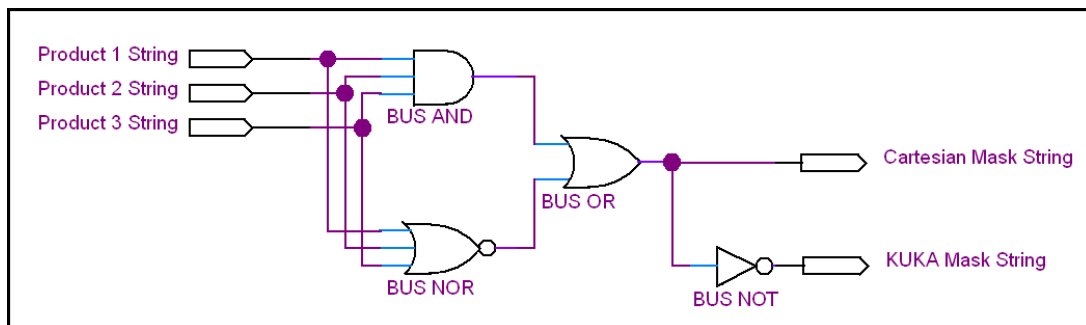 Product 1 String
Product 2 String
Product 3 String
BUS AND
BUS OR
Cartesian Mask String
BUS NOR
KUKA Mask String
BUS NOT